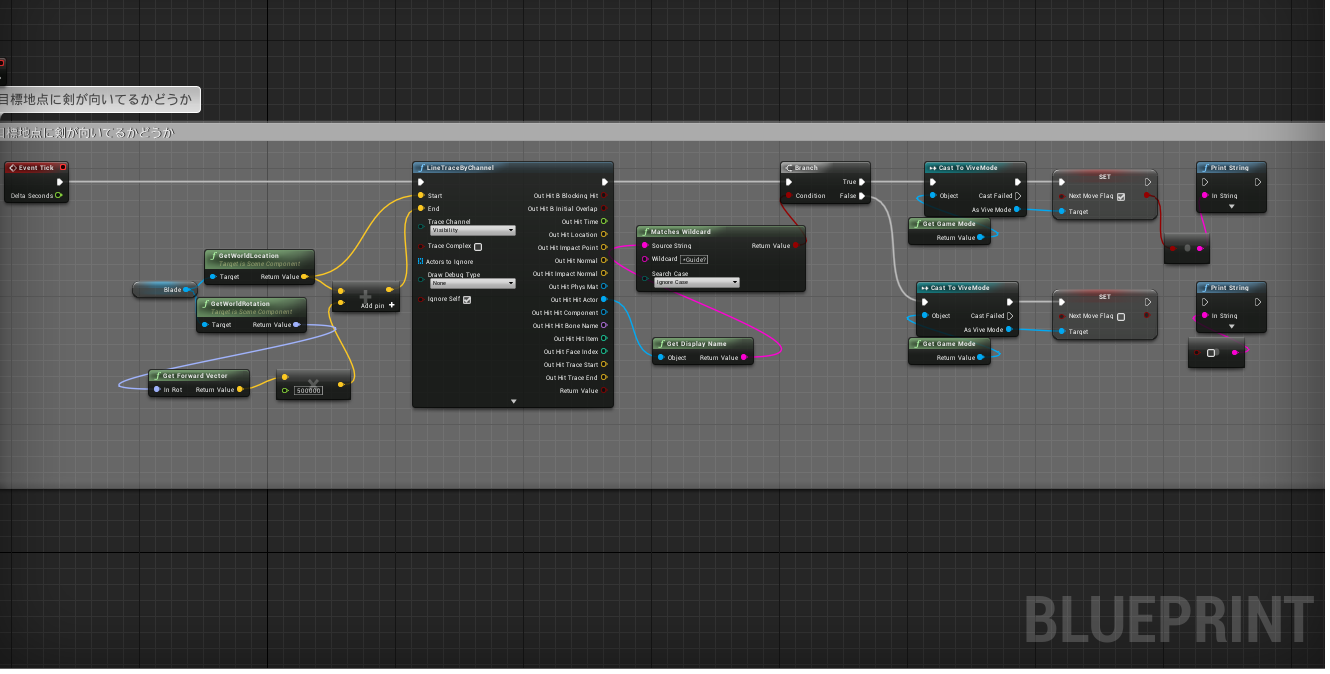 目標地点に剣が向いてるかどうか
目標地点に剣が向いてるかどうか
Event Tick
Delta Seconds
Blade
GetWorldLocation
Target is Scene Component
Target Return Value
GetWorldRotation
Target is Scene Component
Target Return Value
Get Forward Vector
In Rot Return Value
500000
Add pin +
LineTraceByChannel
Start
End
Trace Channel
Visibility
Trace Complex
Actors to Ignore
Draw Debug Type
None
Ignore Self
Out Hit B Blocking Hit
Out Hit B Initial Overlap
Out Hit Time
Out Hit Location
Out Hit Impact Point
Out Hit Normal
Out Hit Impact Normal
Out Hit Phys Mat
Out Hit Hit Actor
Out Hit Hit Component
Out Hit Hit Bone Name
Out Hit Hit Item
Out Hit Face Index
Out Hit Trace Start
Out Hit Trace End
Return Value
Matches Wildcard
Source String Return Value
Wildcard *Guide?
Search Case
Ignore Case
Get Display Name
Object Return Value
Branch
True
Condition False
Cast To ViveMode
Object Cast Failed
As Vive Mode
Get Game Mode
Return Value
SET
Next Move Flag
Target
Print String
In String
Cast To ViveMode
Object Cast Failed
As Vive Mode
Get Game Mode
Return Value
SET
Next Move Flag
Target
Print String
In String
BLUEPRINT